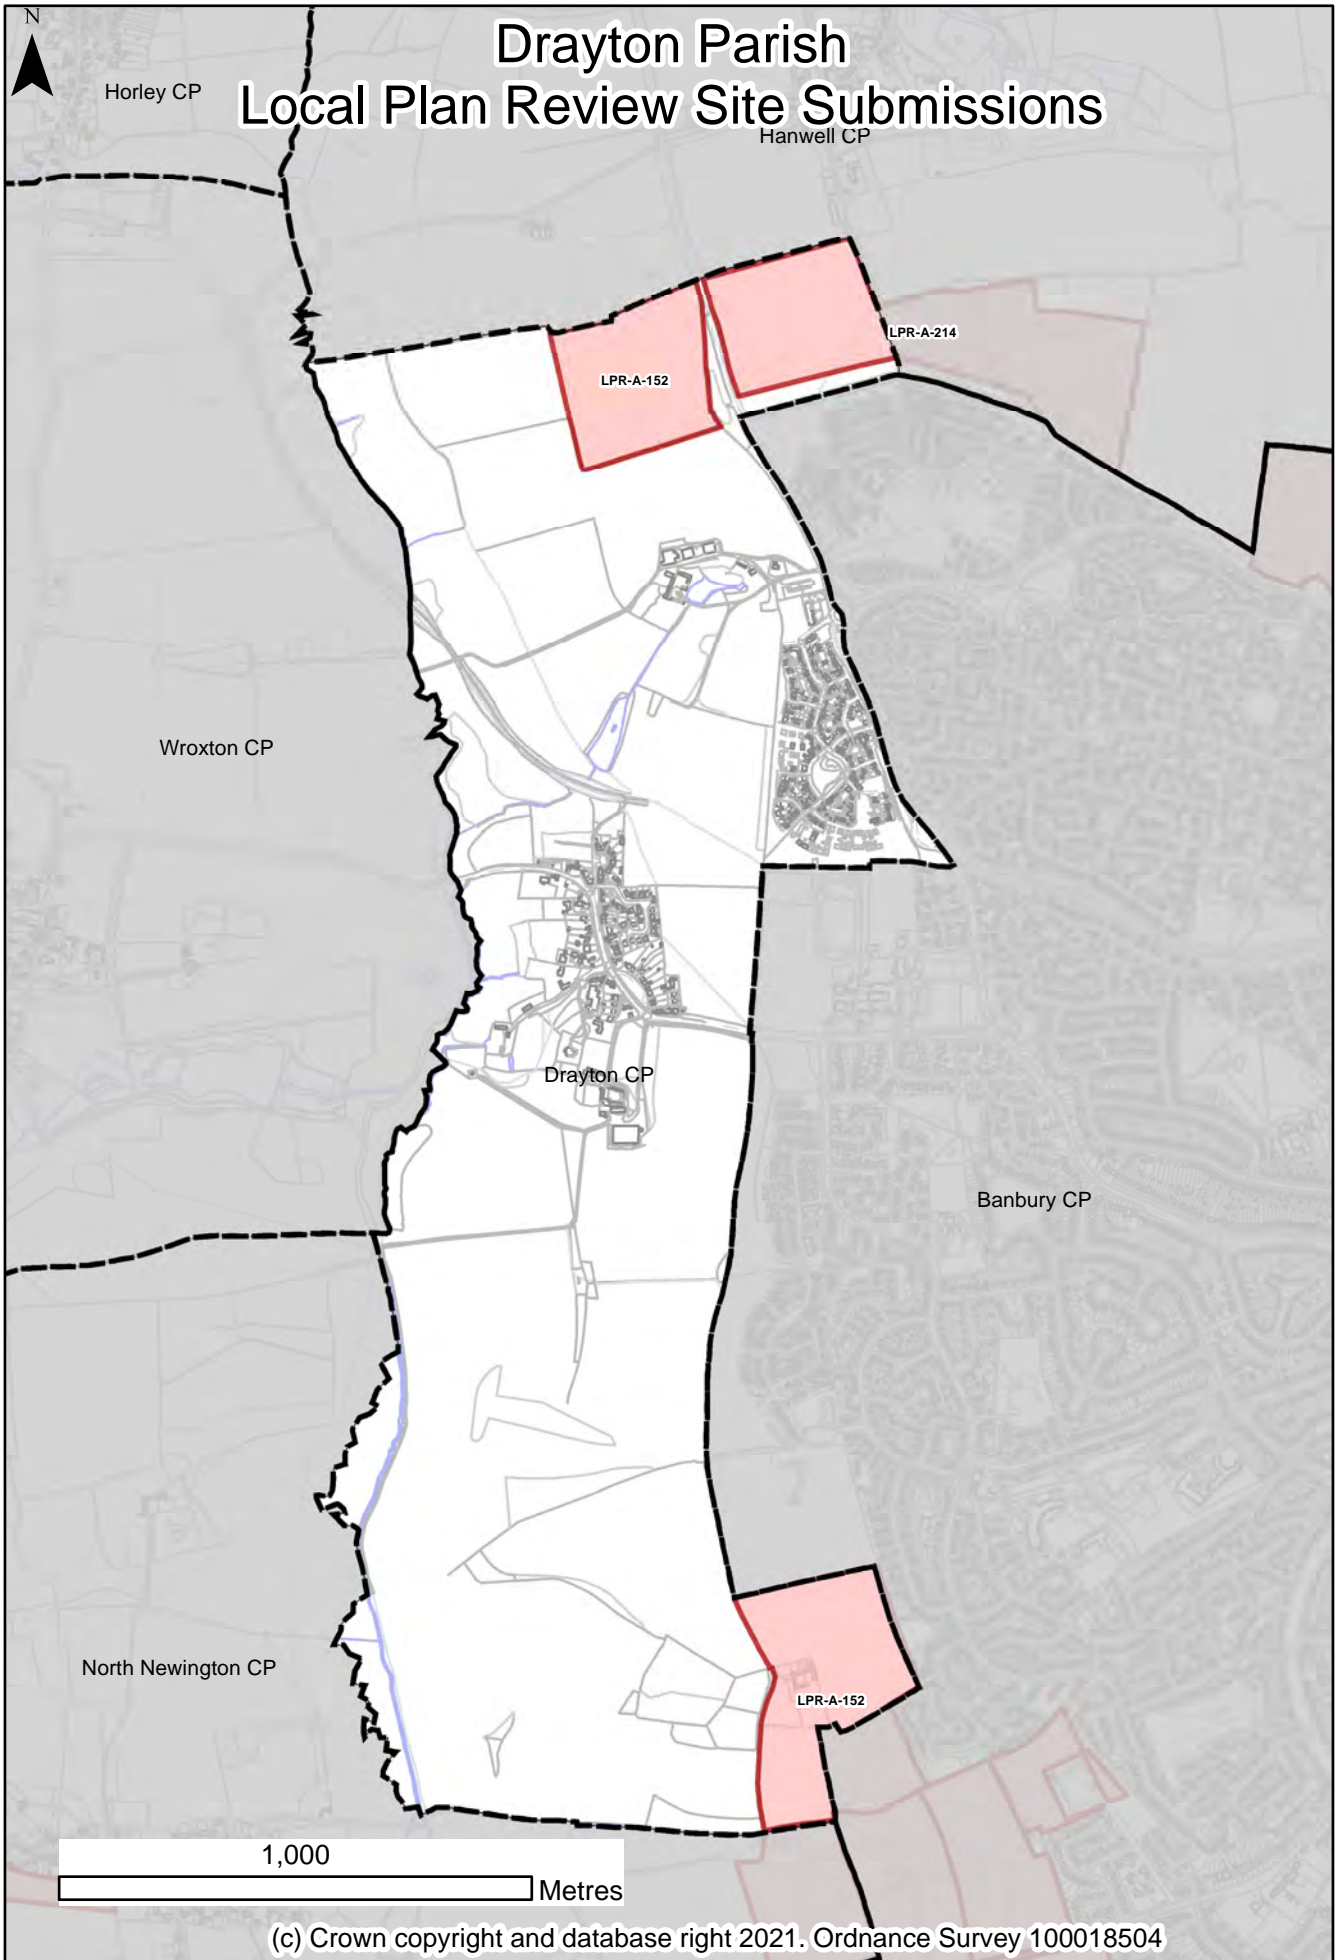 N
Drayton Parish
Local Plan Review Site Submissions
Horley CP
Hanwell CP
LPR-A-214
LPR-A-152
Wroxton CP
Drayton CP
Banbury CP
North Newington CP
LPR-A-152
1,000
Metres
(c) Crown copyright and database right 2021. Ordnance Survey 100018504